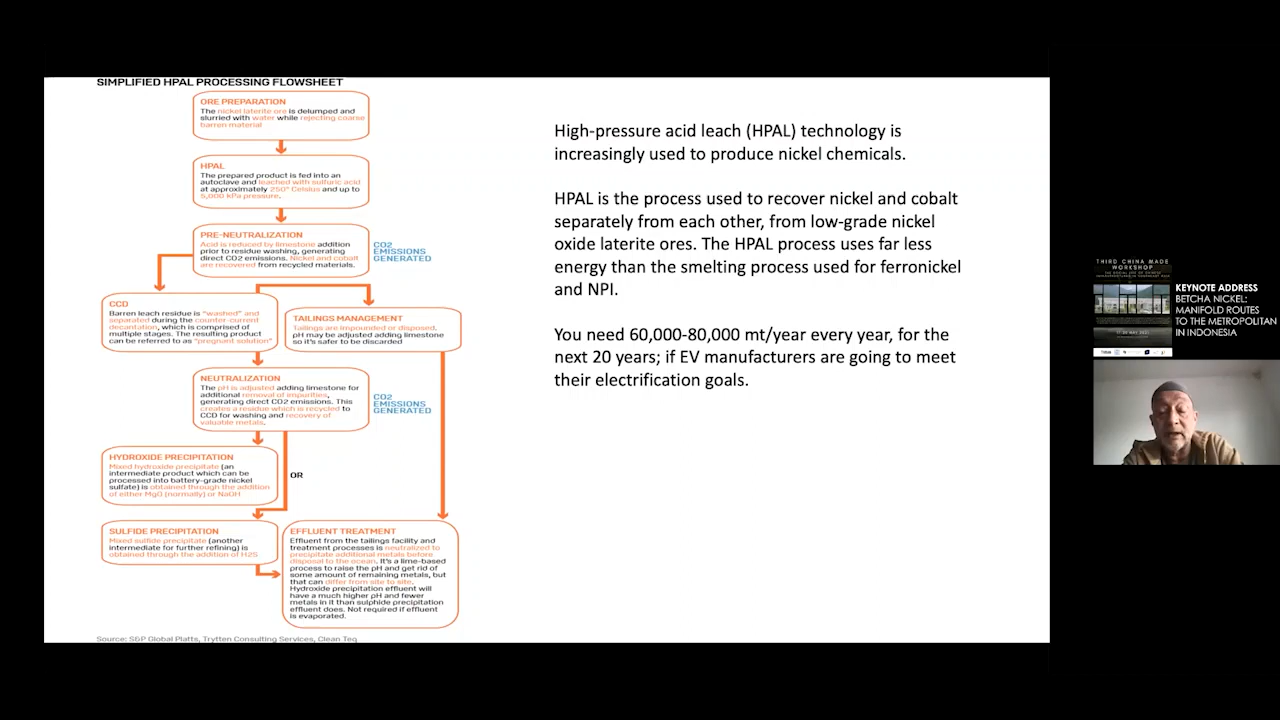 SIMPLIFIED HPAL PROCESSING FLOWSHEET
ORE PREPARATION
The nickel laterite ore is delumped and
slurried with water while rejecting coarse
barren material
HPAL
The prepared product is fed into an
autoclave and leached with sulfuric acid
at approximately 250° Celsius and up to
5,000 kPa pressure.
PRE-NEUTRALIZATION
Acid is reduced by limestone addition
prior to residue washing, generating
direct CO2 emissions. Nickel and cobalt
are recovered from recycled materials.
CO2
EMISSIONS
GENERATED
CCD
Barren leach residue is "washed" and
separated during the counter-current
decantation, which is comprised of
multiple stages. The resulting product
can be referred to as "pregnant solution"
TAILINGS MANAGEMENT
Tailings are impounded or disposed.
pH may be adjusted adding limestone
so it's safer to be discarded
NEUTRALIZATION
The pH is adjusted adding limestone for
additional removal of impurities,
generating direct CO2 emissions. This
creates a residue which is recycled to
CCD for washing and recovery of
valuable metals.
CO2
EMISSIONS
GENERATED
HYDROXIDE PRECIPITATION
Mixed hydroxide precipitate (an
intermediate product which can be
processed into battery-grade nickel
sulfate) is obtained through the addition
of either MgO (normally) or NaOH
OR
SULFIDE PRECIPITATION
Mixed sulfide precipitate (another
intermediate for further refining) is
obtained through the addition of H2S
EFFLUENT TREATMENT
Effluent from the tailings facility and
treatment processes is neutralized to
precipitate additional metals before
disposal to the ocean. It's a lime-based
process to raise the pH and get rid of
some amount of remaining metals, but
that can differ from site to site.
Hydroxide precipitation effluent will
have a much higher pH and fewer
metals in it than sulphide precipitation
effluent does. Not required if effluent
is evaporated.
Source: S&P Global Platts, Trytten Consulting Services, Clean Teq
High-pressure acid leach (HPAL) technology is
increasingly used to produce nickel chemicals.
HPAL is the process used to recover nickel and cobalt
separately from each other, from low-grade nickel
oxide laterite ores. The HPAL process uses far less
energy than the smelting process used for ferronickel
and NPI.
You need 60,000-80,000 mt/year every year, for the
next 20 years; if EV manufacturers are going to meet
their electrification goals.
THIRD CHINA MADE
WORKSHOP
KEYNOTE ADDRESS
BETCHA NICKEL:
MANIFOLD ROUTES
TO THE METROPOLITAN
IN INDONESIA